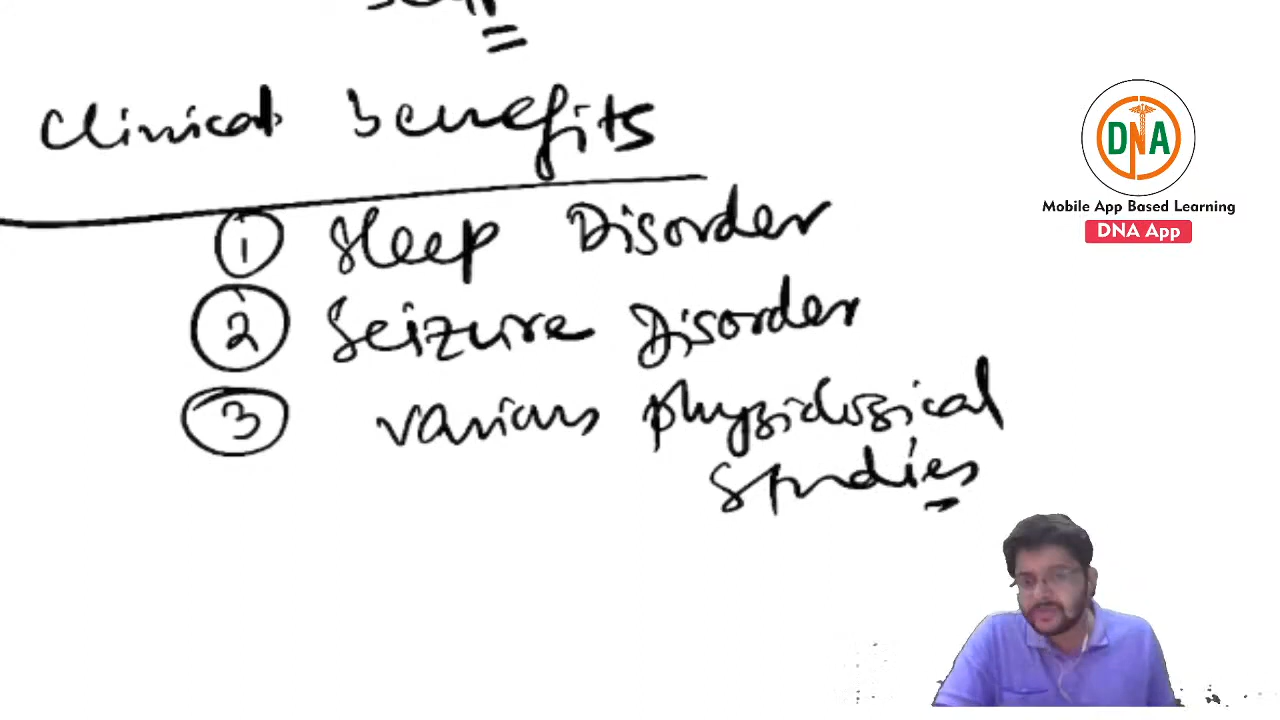 Clinical benefits
1 Sleep Disorder
2 Seizure Disorder
3 various physiological
studies
DNA
Mobile App Based Learning
DNA App